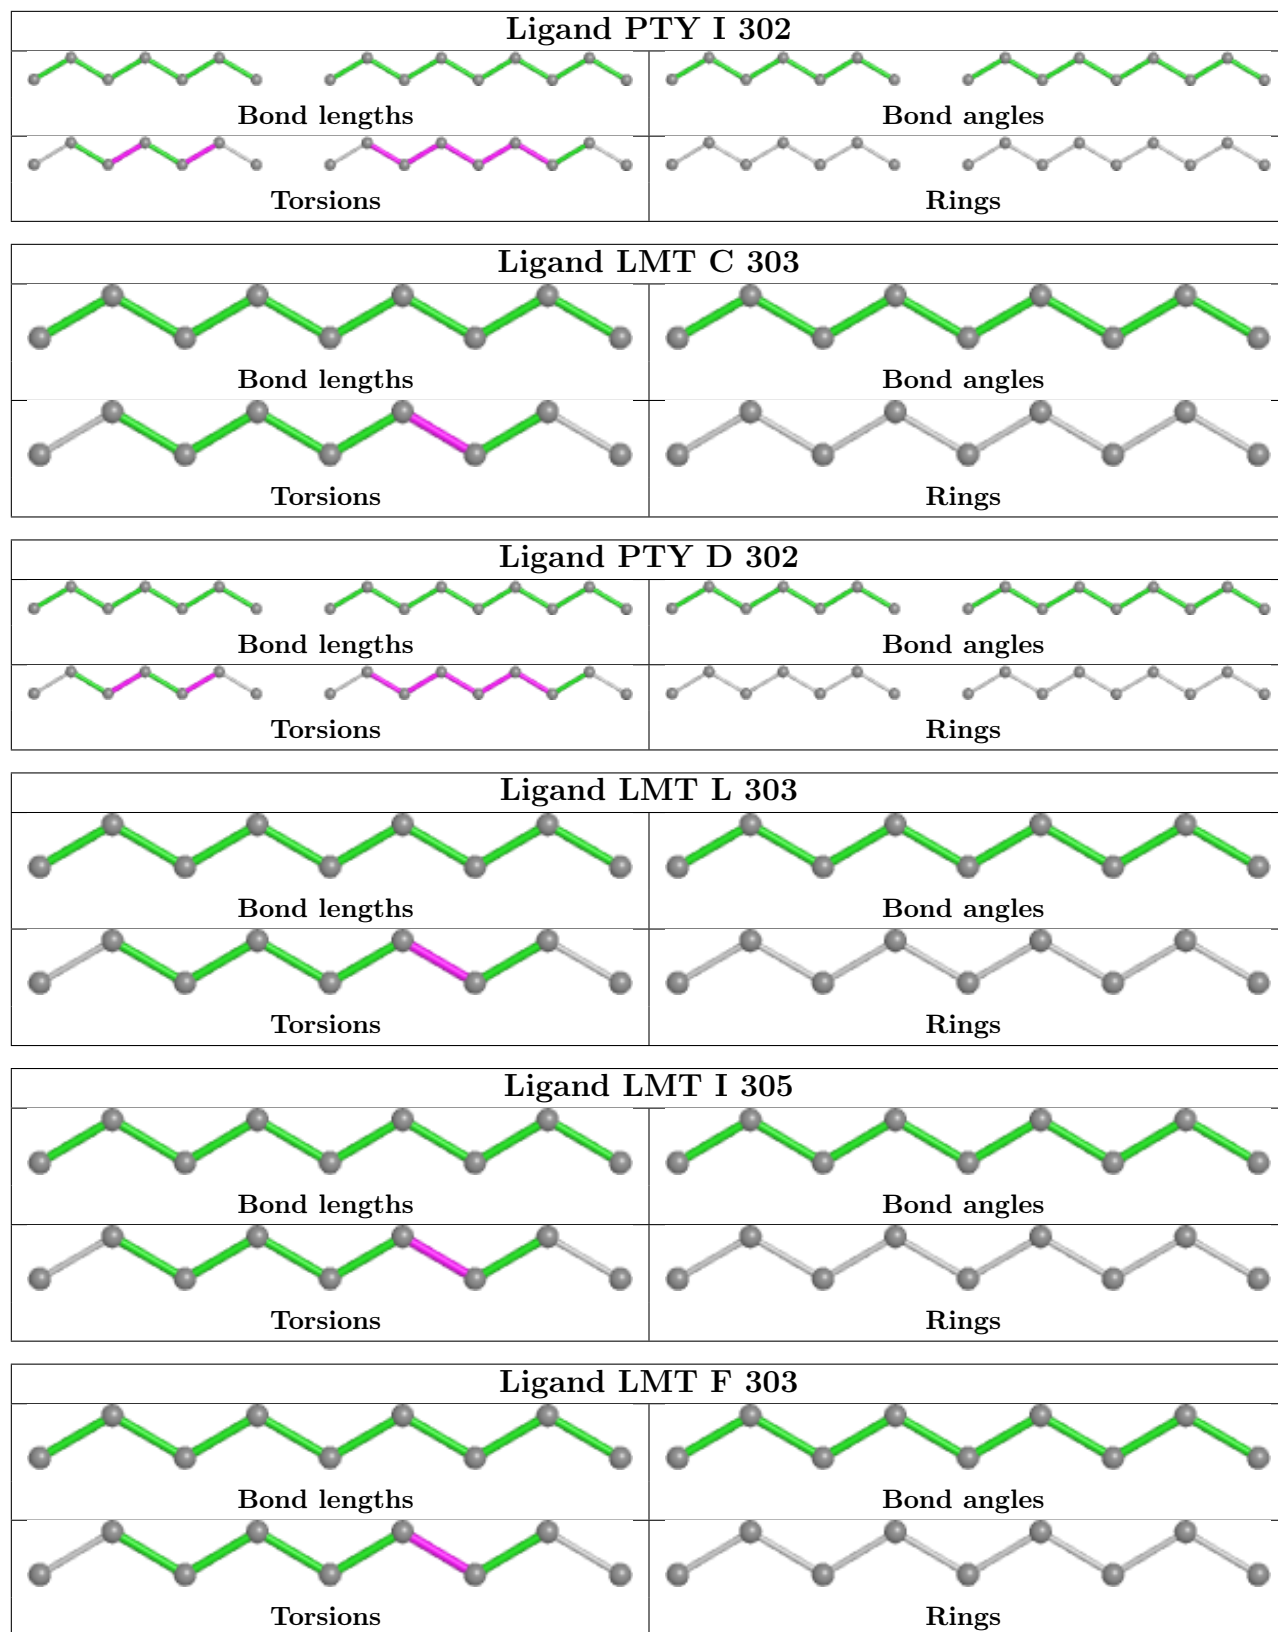 Ligand PTY I 302
Bond lengths Bond angles
Torsions Rings
Ligand LMT C 303
Bond lengths Bond angles
Torsions Rings
Ligand PTY D 302
Bond lengths Bond angles
Torsions Rings
Ligand LMT L 303
Bond lengths Bond angles
Torsions Rings
Ligand LMT I 305
Bond lengths Bond angles
Torsions Rings
Ligand LMT F 303
Bond lengths Bond angles
Torsions Rings